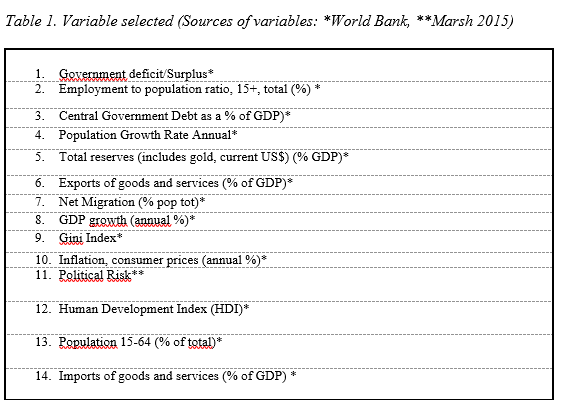 Table 1. Variable selected (Sources of variables: *World Bank, **Marsh 2015)
1. Government deficit/Surplus*
2. Employment to population ratio, 15+, total (%) *
3. Central Government Debt as a % of GDP)*
4. Population Growth Rate Annual*
5. Total reserves (includes gold, current US$) (% GDP)*
6. Exports of goods and services (% of GDP)*
7. Net Migration (% pop tot)*
8. GDP growth (annual %)*
9. Gini Index*
10. Inflation, consumer prices (annual %)*
11. Political Risk**
12. Human Development Index (HDI)*
13. Population 15-64 (% of total)*
14. Imports of goods and services (% of GDP) *